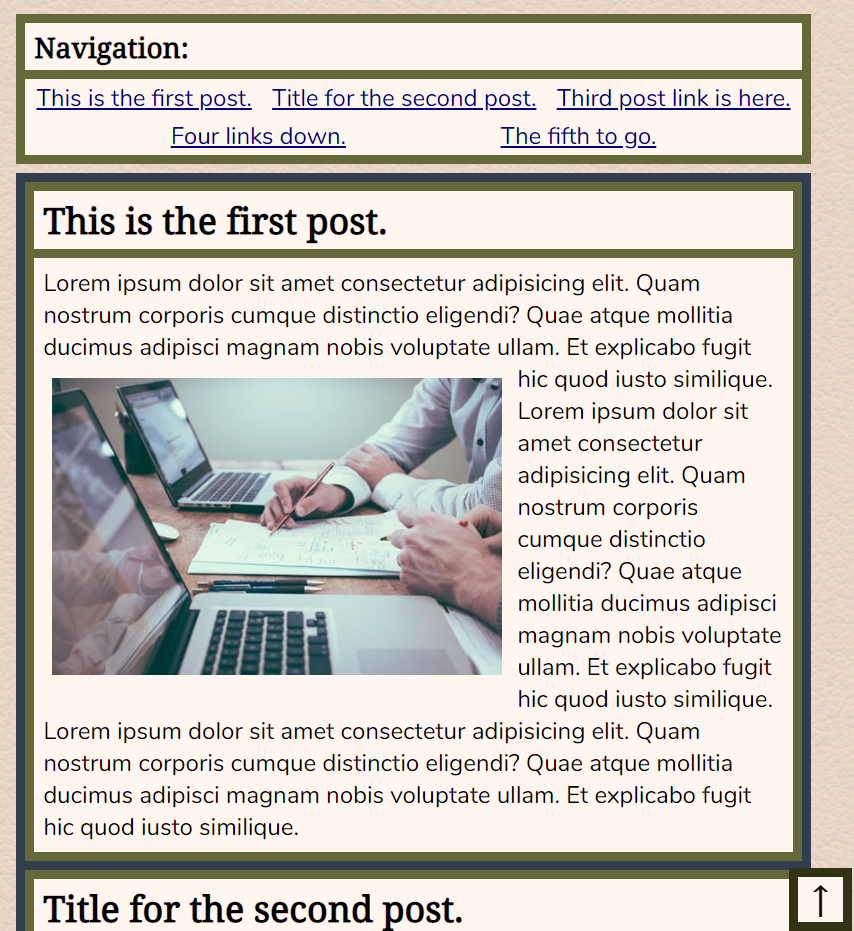 Navigation:
This is the first post. Title for the second post. Third post link is here.
Four links down. The fifth to go.
This is the first post.
Lorem ipsum dolor sit amet consectetur adipisicing elit. Quam
nostrum corporis cumque distinctio eligendi? Quae atque mollitia
ducimus adipisci magnam nobis voluptate ullam. Et explicabo fugit
hic quod iusto similique.
Lorem ipsum dolor sit
amet consectetur
adipisicing elit. Quam
nostrum corporis
cumque distinctio
eligendi? Quae atque
mollitia ducimus adipisci
magnam nobis voluptate
ullam. Et explicabo fugit
hic quod iusto similique.
Lorem ipsum dolor sit amet consectetur adipisicing elit. Quam
nostrum corporis cumque distinctio eligendi? Quae atque mollitia
ducimus adipisci magnam nobis voluptate ullam. Et explicabo fugit
hic quod iusto similique.
Title for the second post.
↑